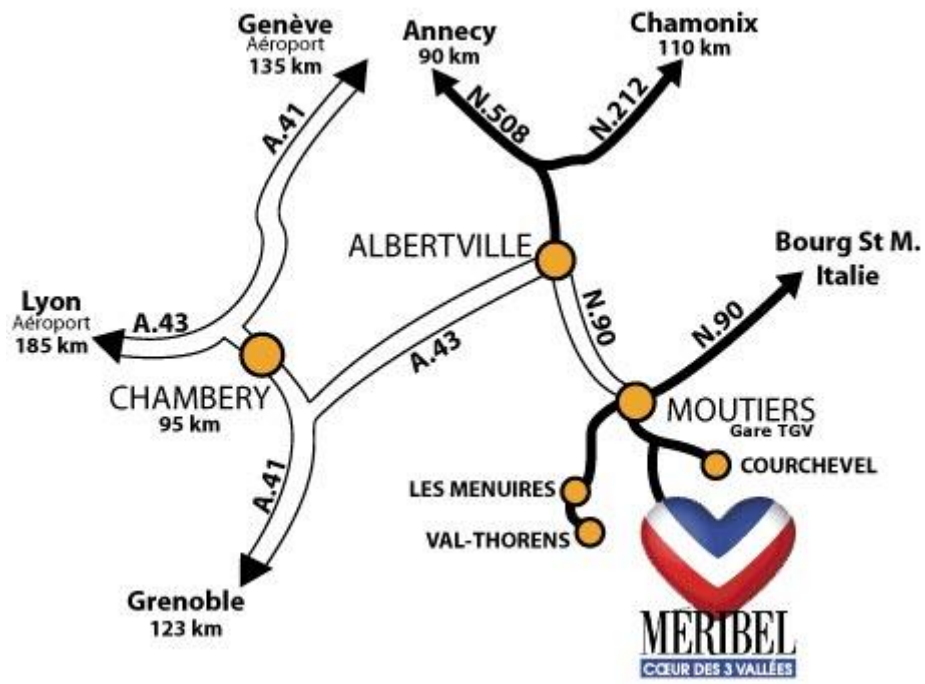 Genève
Aéroport
135 km
Annecy
90 km
Chamonix
110 km
A.41
N.508
N.212
ALBERTVILLE
Bourg St M.
Italie
Lyon
Aéroport
185 km
A.43
A.43
N.90
N.90
CHAMBERY
95 km
MOUTIERS
Gare TGV
A.41
LES MENUIRES
COURCHEVEL
VAL-THORENS
Grenoble
123 km
MÉRIBEL
CŒUR DES 3 VALLÉES